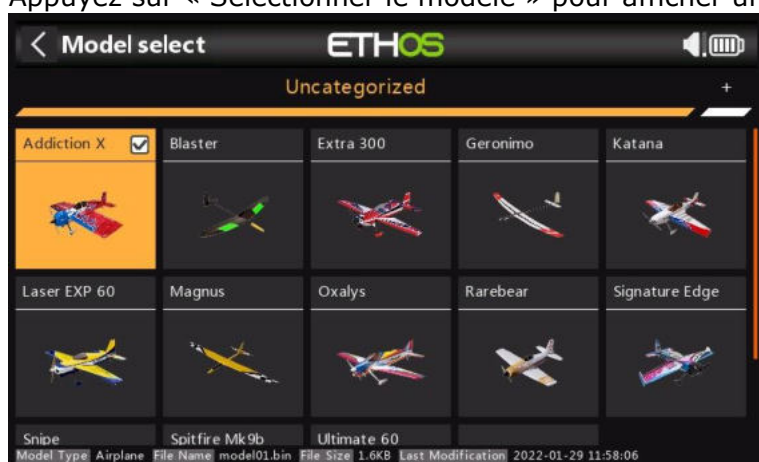 Appuyez sur « Sélectionner le modèle » pour afficher
Model select ETHOS
Uncategorized +
Addiction X Blaster Extra 300 Geronimo Katana
Laser EXP 60 Magnus Oxalys Rarebear Signature Edge
Snipe Spitfire Mk9b Ultimate 60
Model Type Airplane File Name model01.bin File Size 1.6KB Last Modification 2022-01-29 11:58:06